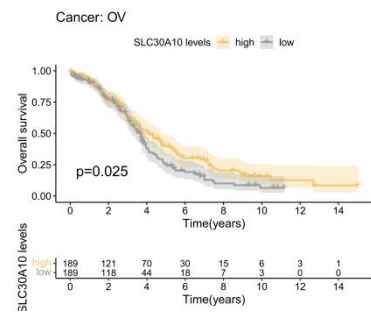 Cancer: OV
SLC30A10 levels high low
Overall survival
1.00
0.75
0.50
0.25
0.00
p=0.025
0 2 4 6 8 10 12 14
Time(years)
SLC30A10 levels
high 189 121 70 30 15 6 3 1
low 189 118 44 18 7 3 0 0
0 2 4 6 8 10 12 14
Time(years)